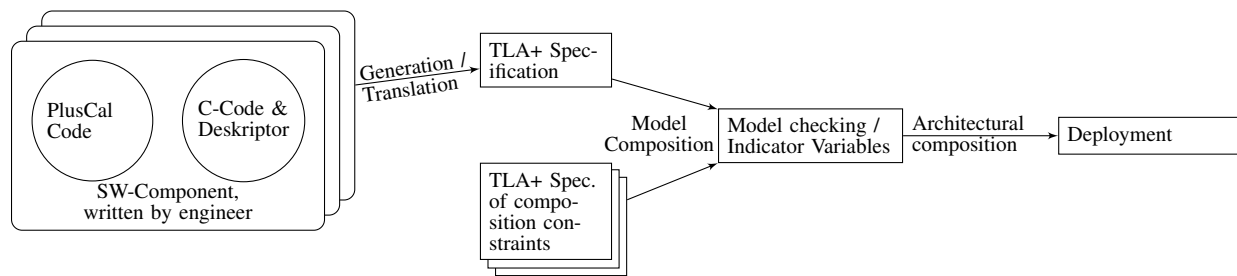 PlusCal
Code
C-Code &
Deskriptor
SW-Component,
written by engineer
Generation /
Translation
TLA+ Spec-
ification
TLA+ Spec.
of compo-
sition con-
straints
Model
Composition
Model checking /
Indicator Variables
Architectural
composition
Deployment